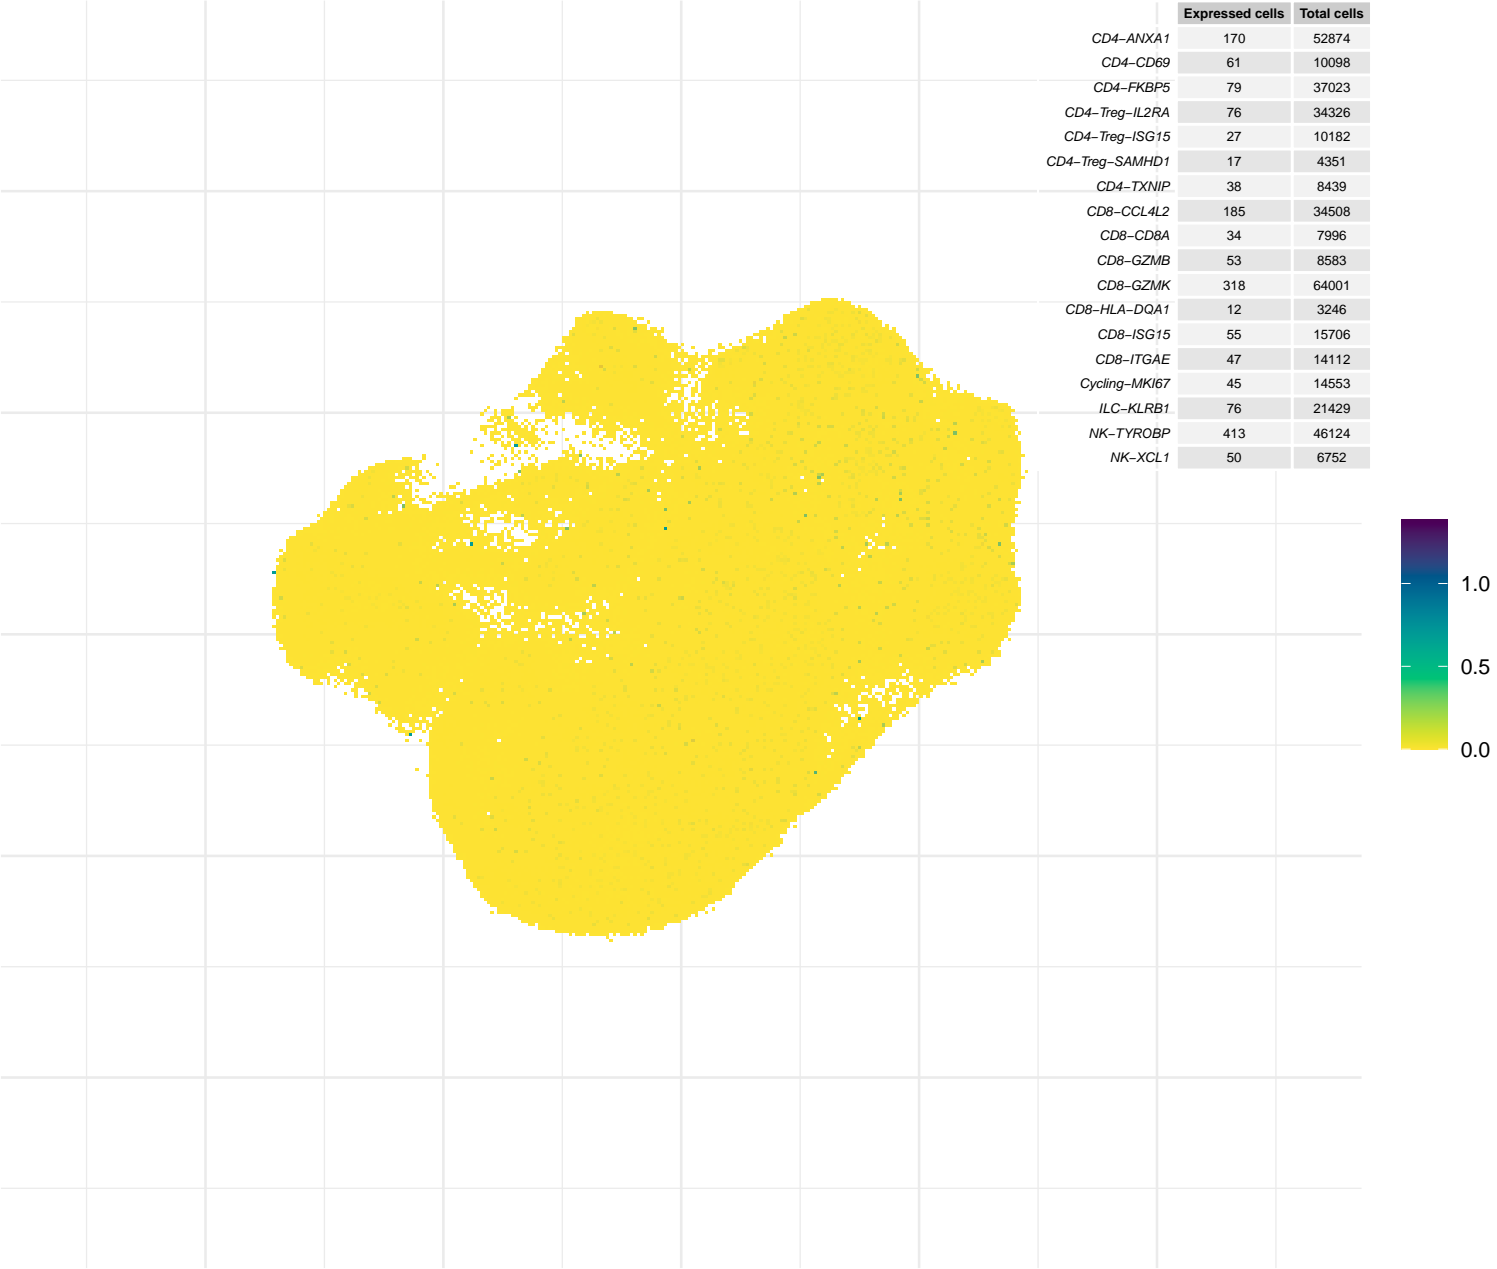 Expressed cells Total cells
CD4−ANXA1 170 52874
CD4−CD69 61 10098
CD4−FKBP5 79 37023
CD4−Treg−IL2RA 76 34326
CD4−Treg−ISG15 27 10182
CD4−Treg−SAMHD1 17 4351
CD4−TXNIP 38 8439
CD8−CCL4L2 185 34508
CD8−CD8A 34 7996
CD8−GZMB 53 8583
CD8−GZMK 318 64001
CD8−HLA−DQA1 12 3246
CD8−ISG15 55 15706
CD8−ITGAE 47 14112
Cycling−MKI67 45 14553
ILC−KLRB1 76 21429
NK−TYROBP 413 46124
NK−XCL1 50 6752
1.0
0.5
0.0